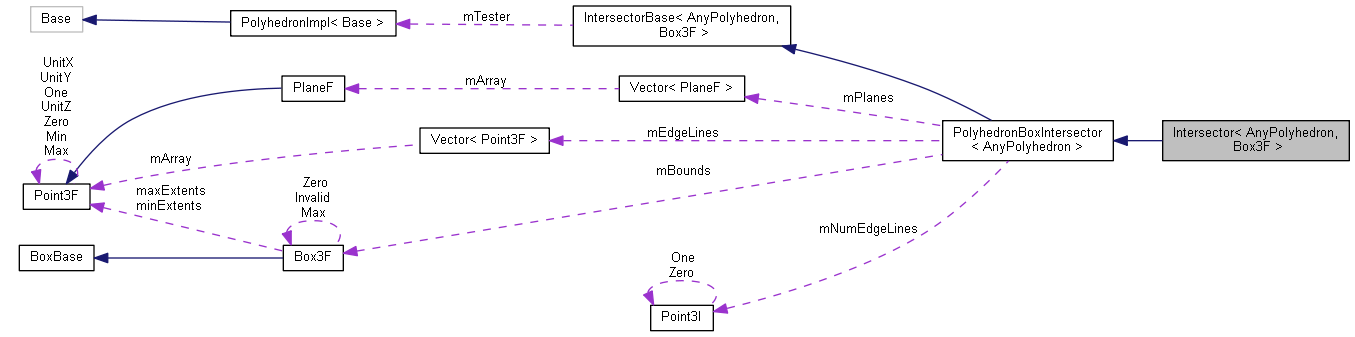 Base
PolyhedronImpl< Base >
mTester
IntersectorBase< AnyPolyhedron,
Box3F >
UnitX
UnitY
One
UnitZ
Zero
Min
Max
PlaneF
mArray
Vector< PlaneF >
mPlanes
PolyhedronBoxIntersector
< AnyPolyhedron >
Intersector< AnyPolyhedron,
Box3F >
Vector< Point3F >
mEdgeLines
mArray
mBounds
Point3F
maxExtents
minExtents
Zero
Invalid
Max
mNumEdgeLines
BoxBase
Box3F
One
Zero
Point3I